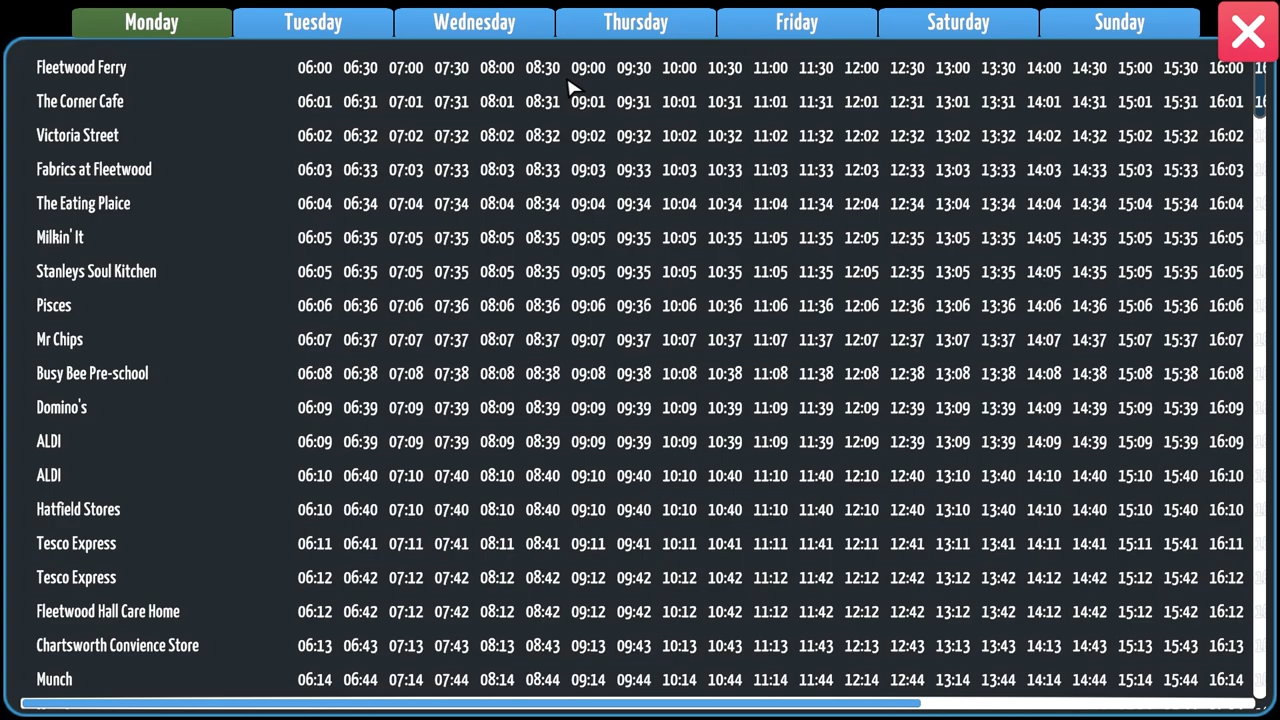 Monday Tuesday Wednesday Thursday Friday Saturday Sunday
Fleetwood Ferry 06:00 06:30 07:00 07:30 08:00 08:30 09:00 09:30 10:00 10:30 11:00 11:30 12:00 12:30 13:00 13:30 14:00 14:30 15:00 15:30 16:00
The Corner Cafe 06:01 06:31 07:01 07:31 08:01 08:31 09:01 09:31 10:01 10:31 11:01 11:31 12:01 12:31 13:01 13:31 14:01 14:31 15:01 15:31 16:01
Victoria Street 06:02 06:32 07:02 07:32 08:02 08:32 09:02 09:32 10:02 10:32 11:02 11:32 12:02 12:32 13:02 13:32 14:02 14:32 15:02 15:32 16:02
Fabrics at Fleetwood 06:03 06:33 07:03 07:33 08:03 08:33 09:03 09:33 10:03 10:33 11:03 11:33 12:03 12:33 13:03 13:33 14:03 14:33 15:03 15:33 16:03
The Eating Plaice 06:04 06:34 07:04 07:34 08:04 08:34 09:04 09:34 10:04 10:34 11:04 11:34 12:04 12:34 13:04 13:34 14:04 14:34 15:04 15:34 16:04
Milkin' It 06:05 06:35 07:05 07:35 08:05 08:35 09:05 09:35 10:05 10:35 11:05 11:35 12:05 12:35 13:05 13:35 14:05 14:35 15:05 15:35 16:05
Stanleys Soul Kitchen 06:05 06:35 07:05 07:35 08:05 08:35 09:05 09:35 10:05 10:35 11:05 11:35 12:05 12:35 13:05 13:35 14:05 14:35 15:05 15:35 16:05
Pisces 06:06 06:36 07:06 07:36 08:06 08:36 09:06 09:36 10:06 10:36 11:06 11:36 12:06 12:36 13:06 13:36 14:06 14:36 15:06 15:36 16:06
Mr Chips 06:07 06:37 07:07 07:37 08:07 08:37 09:07 09:37 10:07 10:37 11:07 11:37 12:07 12:37 13:07 13:37 14:07 14:37 15:07 15:37 16:07
Busy Bee Pre-school 06:08 06:38 07:08 07:38 08:08 08:38 09:08 09:38 10:08 10:38 11:08 11:38 12:08 12:38 13:08 13:38 14:08 14:38 15:08 15:38 16:08
Domino's 06:09 06:39 07:09 07:39 08:09 08:39 09:09 09:39 10:09 10:39 11:09 11:39 12:09 12:39 13:09 13:39 14:09 14:39 15:09 15:39 16:09
ALDI 06:09 06:39 07:09 07:39 08:09 08:39 09:09 09:39 10:09 10:39 11:09 11:39 12:09 12:39 13:09 13:39 14:09 14:39 15:09 15:39 16:09
ALDI 06:10 06:40 07:10 07:40 08:10 08:40 09:10 09:40 10:10 10:40 11:10 11:40 12:10 12:40 13:10 13:40 14:10 14:40 15:10 15:40 16:10
Hatfield Stores 06:10 06:40 07:10 07:40 08:10 08:40 09:10 09:40 10:10 10:40 11:10 11:40 12:10 12:40 13:10 13:40 14:10 14:40 15:10 15:40 16:10
Tesco Express 06:11 06:41 07:11 07:41 08:11 08:41 09:11 09:41 10:11 10:41 11:11 11:41 12:11 12:41 13:11 13:41 14:11 14:41 15:11 15:41 16:11
Tesco Express 06:12 06:42 07:12 07:42 08:12 08:42 09:12 09:42 10:12 10:42 11:12 11:42 12:12 12:42 13:12 13:42 14:12 14:42 15:12 15:42 16:12
Fleetwood Hall Care Home 06:12 06:42 07:12 07:42 08:12 08:42 09:12 09:42 10:12 10:42 11:12 11:42 12:12 12:42 13:12 13:42 14:12 14:42 15:12 15:42 16:12
Chartsworth Convience Store 06:13 06:43 07:13 07:43 08:13 08:43 09:13 09:43 10:13 10:43 11:13 11:43 12:13 12:43 13:13 13:43 14:13 14:43 15:13 15:43 16:13
Munch 06:14 06:44 07:14 07:44 08:14 08:44 09:14 09:44 10:14 10:44 11:14 11:44 12:14 12:44 13:14 13:44 14:14 14:44 15:14 15:44 16:14